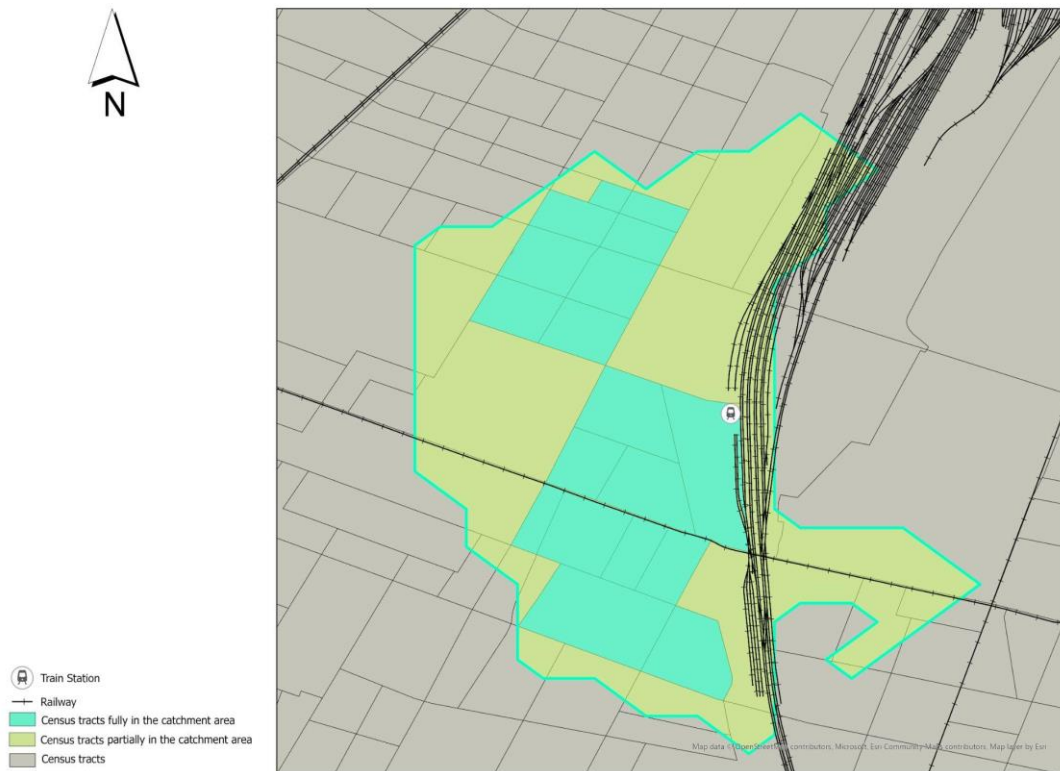 N
Train Station
Railway
Census tracts fully in the catchment area
Census tracts partially in the catchment area
Census tracts
Map data © OpenStreetMap contributors, Microsoft, Esri Community Maps contributors, Map layer by Esri